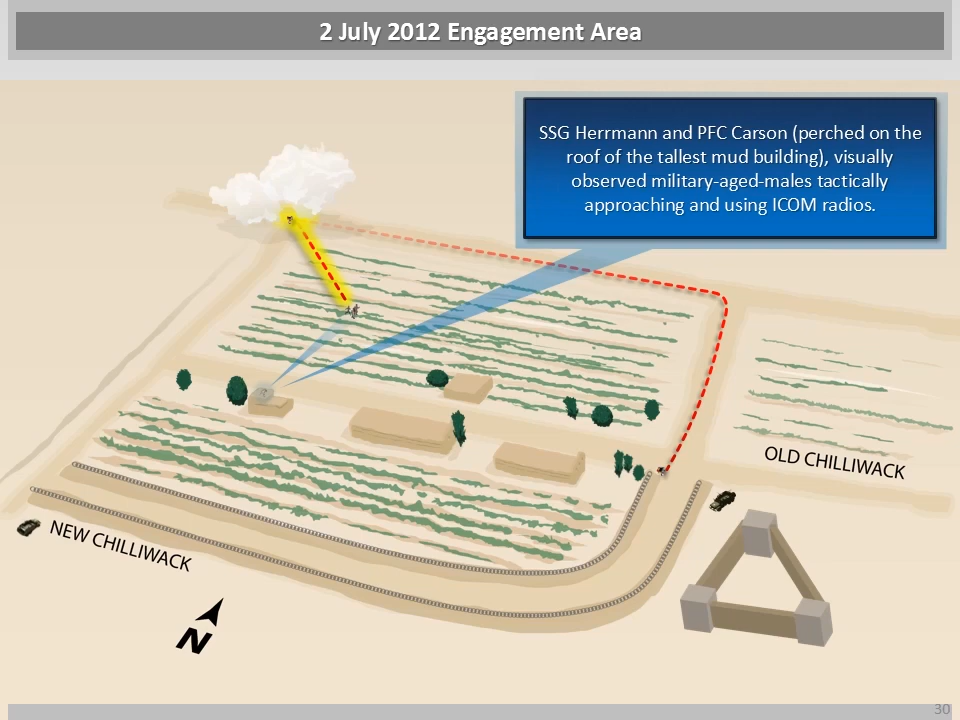 2 July 2012 Engagement Area
SSG Herrmann and PFC Carson (perched on the
roof of the tallest mud building), visually
observed military-aged-males tactically
approaching and using ICOM radios.
OLD CHILLIWACK
NEW CHILLIWACK
N
30